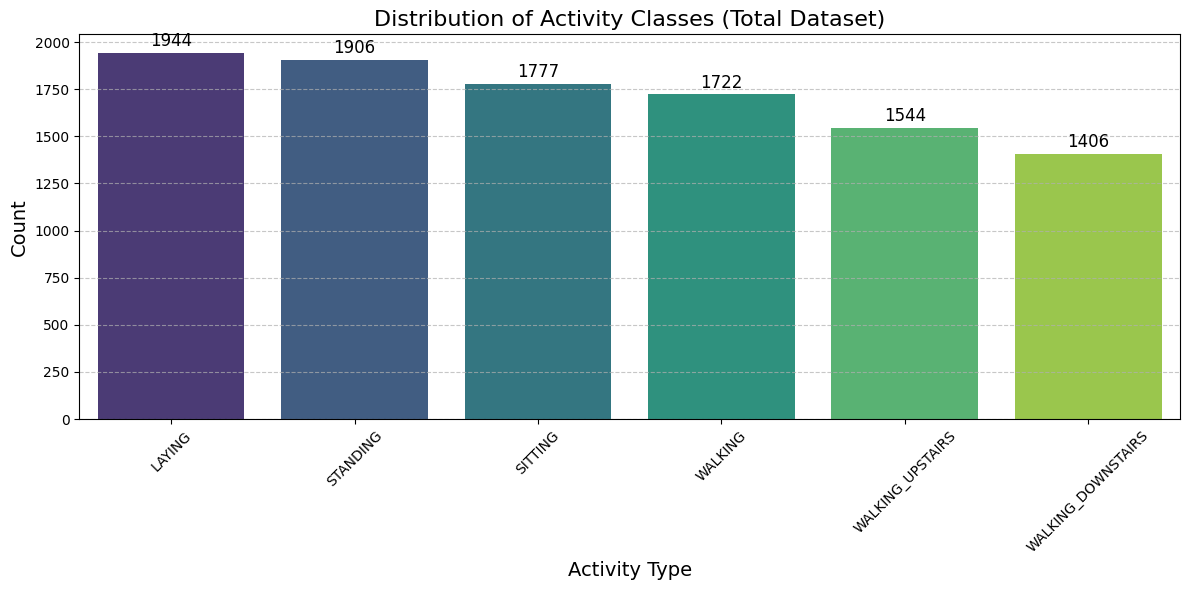 Distribution of Activity Classes (Total Dataset)
Count
2000
1750
1500
1250
1000
750
500
250
0
1944
1906
1777
1722
1544
1406
LAYING
STANDING
SITTING
WALKING
WALKING_UPSTAIRS
WALKING_DOWNSTAIRS
Activity Type